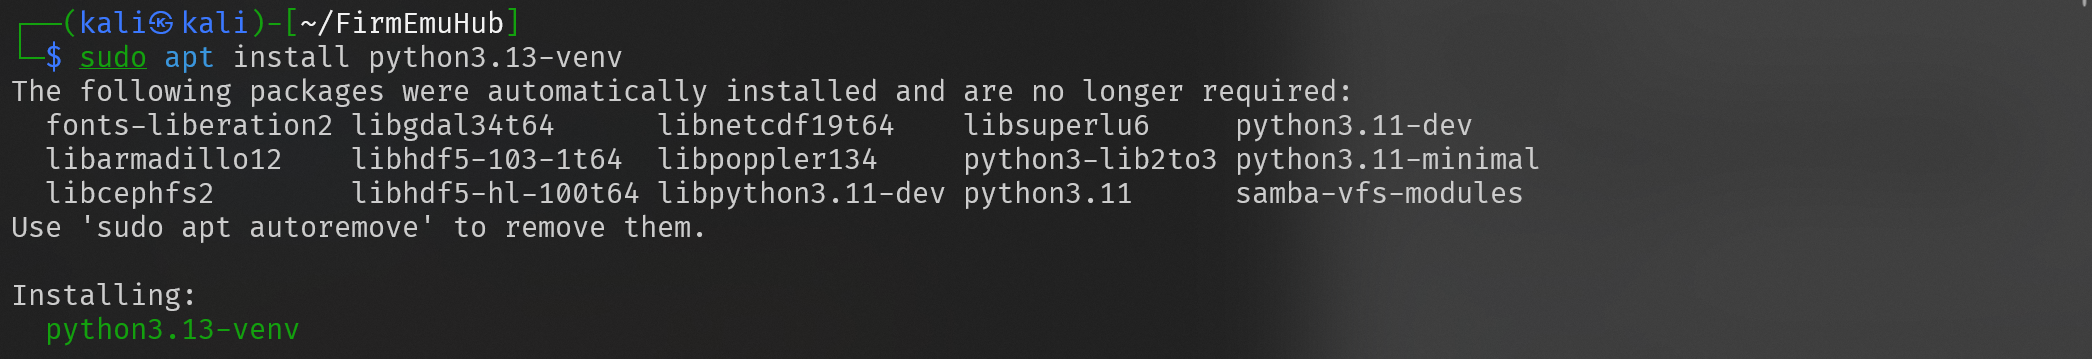 ┌──(kali㉿kali)-[~/FirmEmuHub]
└─$ sudo apt install python3.13-venv
The following packages were automatically installed and are no longer required:
  fonts-liberation2 libgdal34t64      libnetcdf19t64    libsuperlu6     python3.11-dev
  libarmadillo12    libhdf5-103-1t64  libpoppler134     python3-lib2to3 python3.11-minimal
  libcephfs2        libhdf5-hl-100t64 libpython3.11-dev python3.11      samba-vfs-modules
Use 'sudo apt autoremove' to remove them.

Installing:
  python3.13-venv